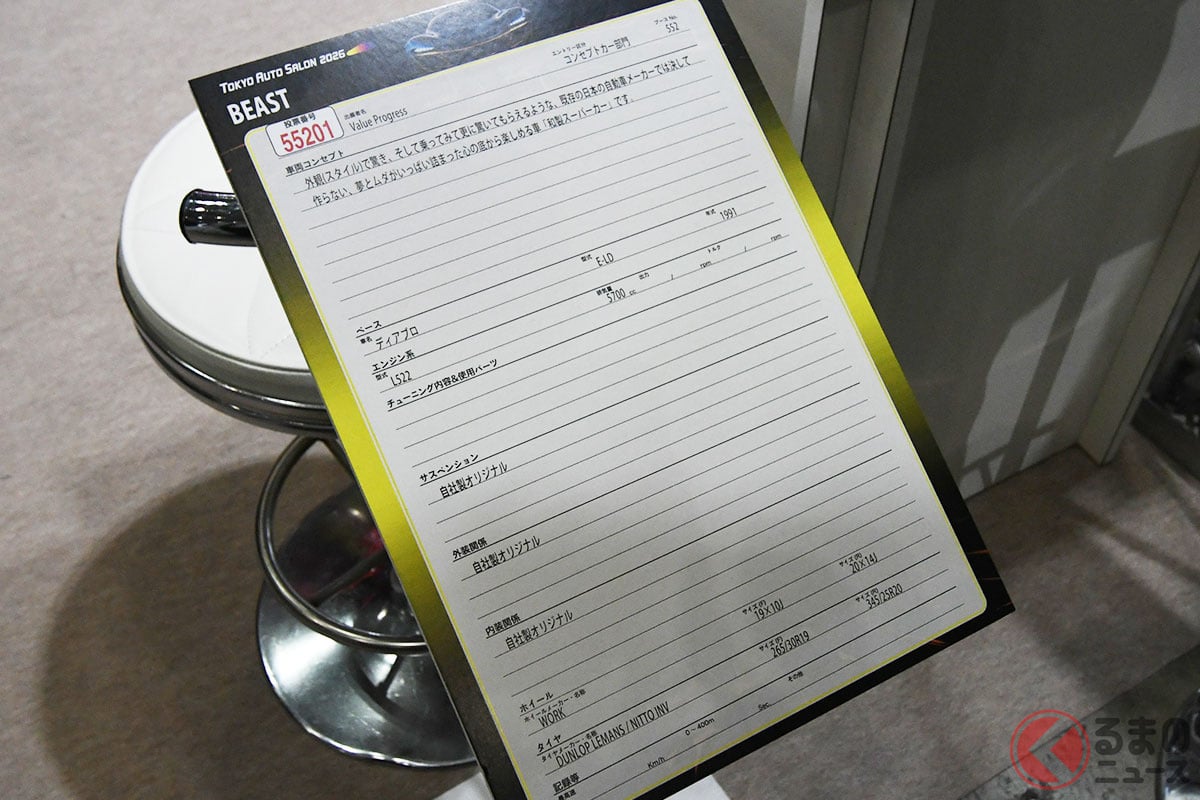 TOKYO AUTO SALON 2026
BEAST
エントリー部門
コンセプトカー部門
ブースNo.
552
投票番号
55201
出展者名
Value Progress
車両コンセプト
外観(スタイル)で驚き、そして乗ってみて更に驚いてもらえるような、既存の日本の自動車メーカーでは決して
作らない、夢とムダがいっぱい詰まった心の底から楽しめる車「和製スーパーカー」です。
ベース
車名 ディアブロ 型式 E-LD 年式 1991
エンジン系
型式 L522 排気量 5700 cc 出力 / rpm トルク / rpm
チューニング内容&使用パーツ
サスペンション
自社製オリジナル
外装関係
自社製オリジナル
内装関係
自社製オリジナル
ホイール
ホイールメーカー・名称 サイズ(F) サイズ(R)
WORK 19×10J 20×14J
タイヤ
タイヤメーカー・名称 サイズ(F) サイズ(R)
DUNLOP LEMANS / NITTO INV 265/30R19 345/25R20
記録等
最高速 Km/h 0~400m Sec その他
くるまの
ニュース